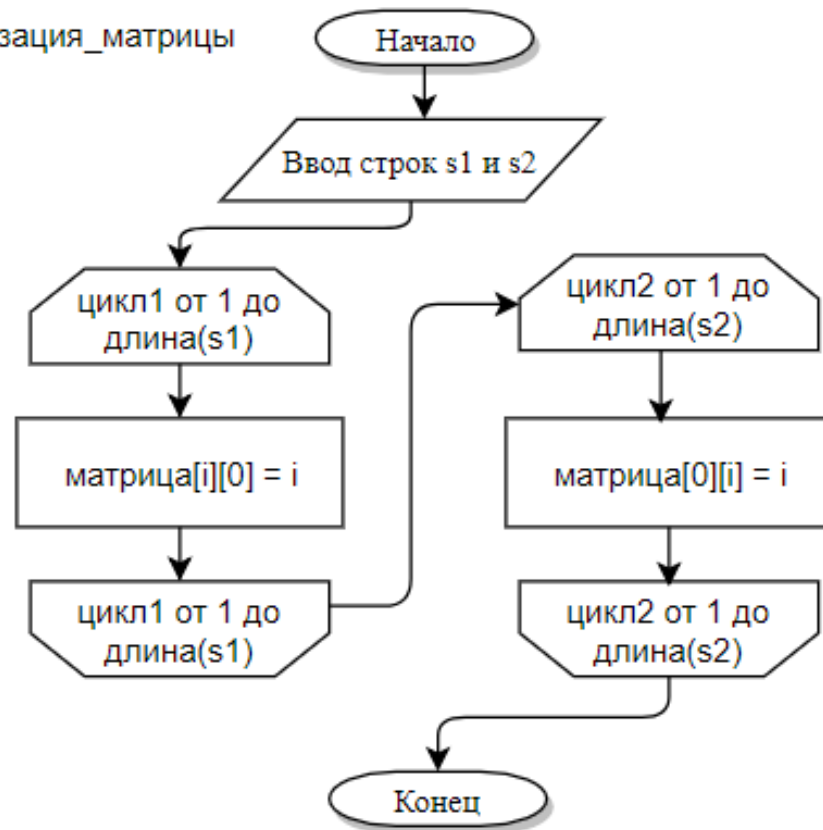 зация_матрицы
Начало
Ввод строк s1 и s2
цикл1 от 1 до
длина(s1)
матрица[i][0] = i
цикл1 от 1 до
длина(s1)
цикл2 от 1 до
длина(s2)
матрица[0][i] = i
цикл2 от 1 до
длина(s2)
Конец